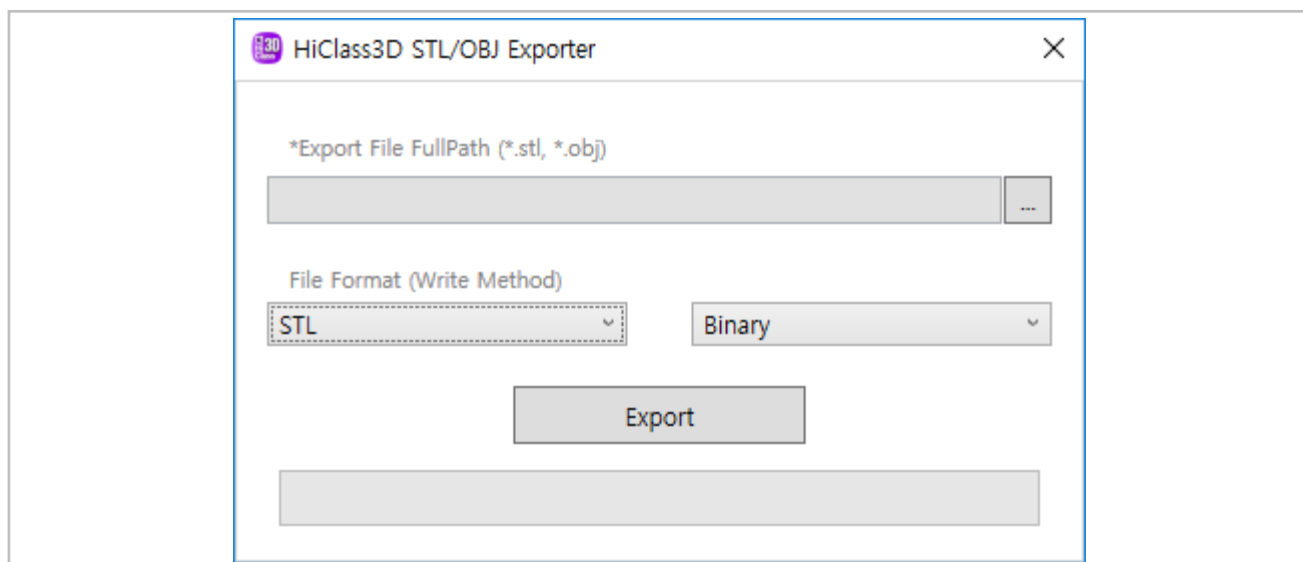 HiClass3D STL/OBJ Exporter
*Export File FullPath (*.stl, *.obj)
...
File Format (Write Method)
STL
Binary
Export